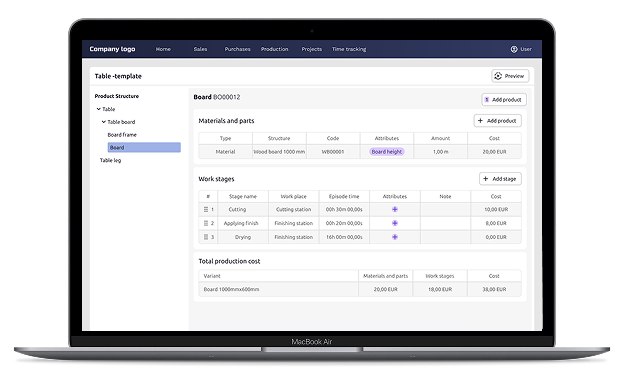 Company logo Home Sales Purchases Production Projects Time tracking User
Table -template Preview
Product Structure
Table
Table board
Board frame
Board
Table leg
Board BO00012 Add product
Materials and parts Add product
Type Structure Code Attributes Amount Cost
Material Wood board 1000 mm WB00001 Board height 1,00 m 20,00 EUR
Work stages Add stage
# Stage name Work place Episode time Attributes Note Cost
1 Cutting Cutting station 00h 30m 00,00s 10,00 EUR
2 Applying finish Finishing station 00h 20m 00,00s 8,00 EUR
3 Drying Finishing station 16h 00m 00,00s 0,00 EUR
Total production cost
Variant Materials and parts Work stages Cost
Board 1000mmx600mm 20,00 EUR 18,00 EUR 38,00 EUR
MacBook Air